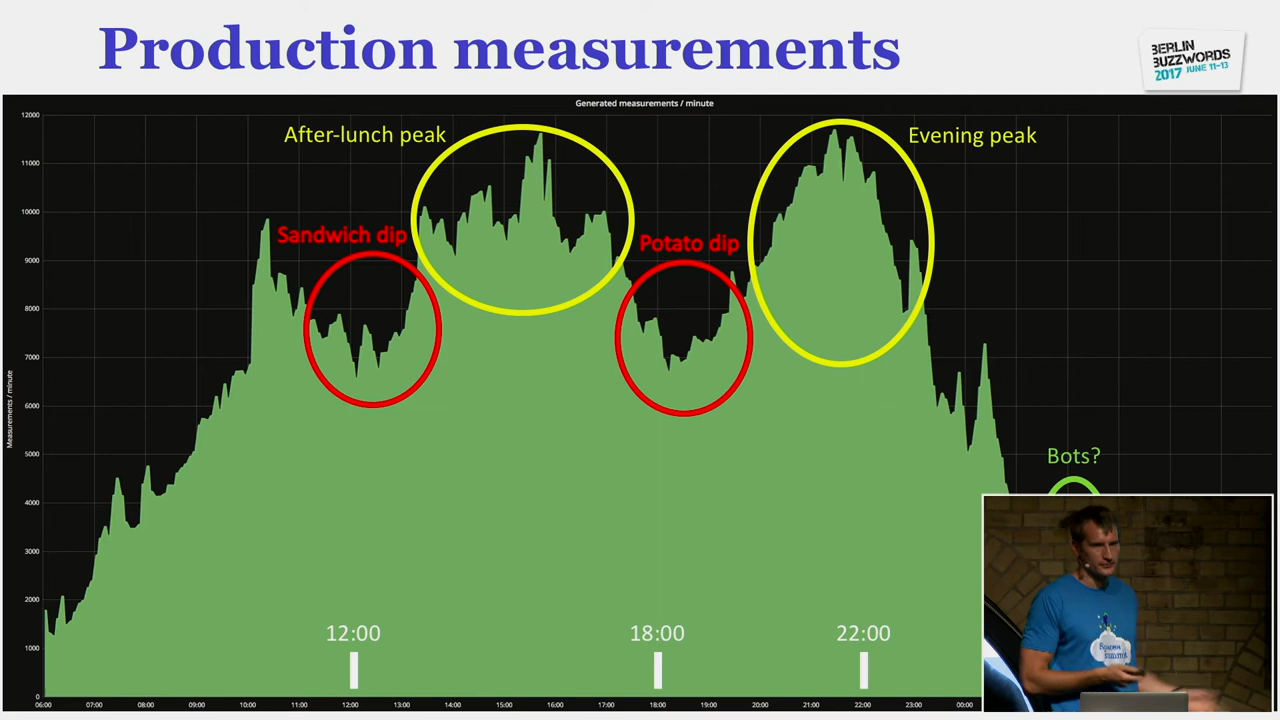 Production measurements
BERLIN
BUZZWORDS
2017 JUNE 11-13
Generated measurements / minute
After-lunch peak
Evening peak
Sandwich dip
Potato dip
Bots?
Measurements / minute
12000
11000
10000
9000
8000
7000
6000
5000
4000
3000
2000
1000
0
12:00 18:00 22:00
06:00 07:00 08:00 09:00 10:00 11:00 12:00 13:00 14:00 15:00 16:00 17:00 18:00 19:00 20:00 21:00 22:00 23:00 00:00
summit